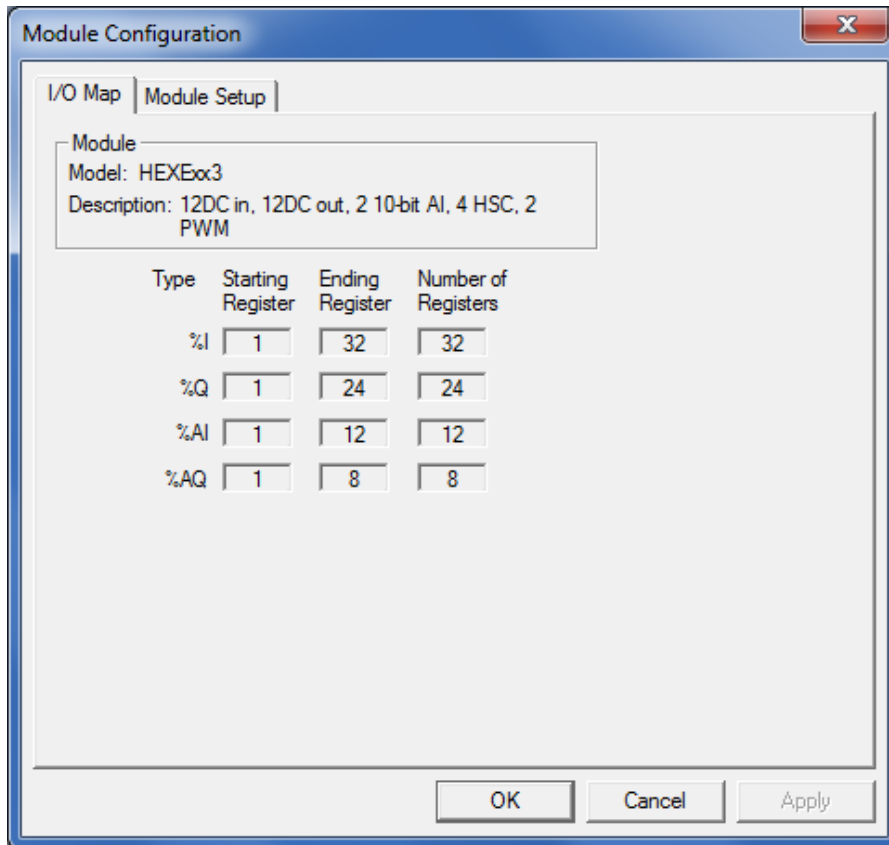 Module Configuration
I/O Map
Module Setup
Module
Model: HEXExx3
Description: 12DC in, 12DC out, 2 10-bit AI, 4 HSC, 2
PWM
Type Starting Ending Number of
Register Register Registers
%I 1 32 32
%Q 1 24 24
%AI 1 12 12
%AQ 1 8 8
OK Cancel Apply